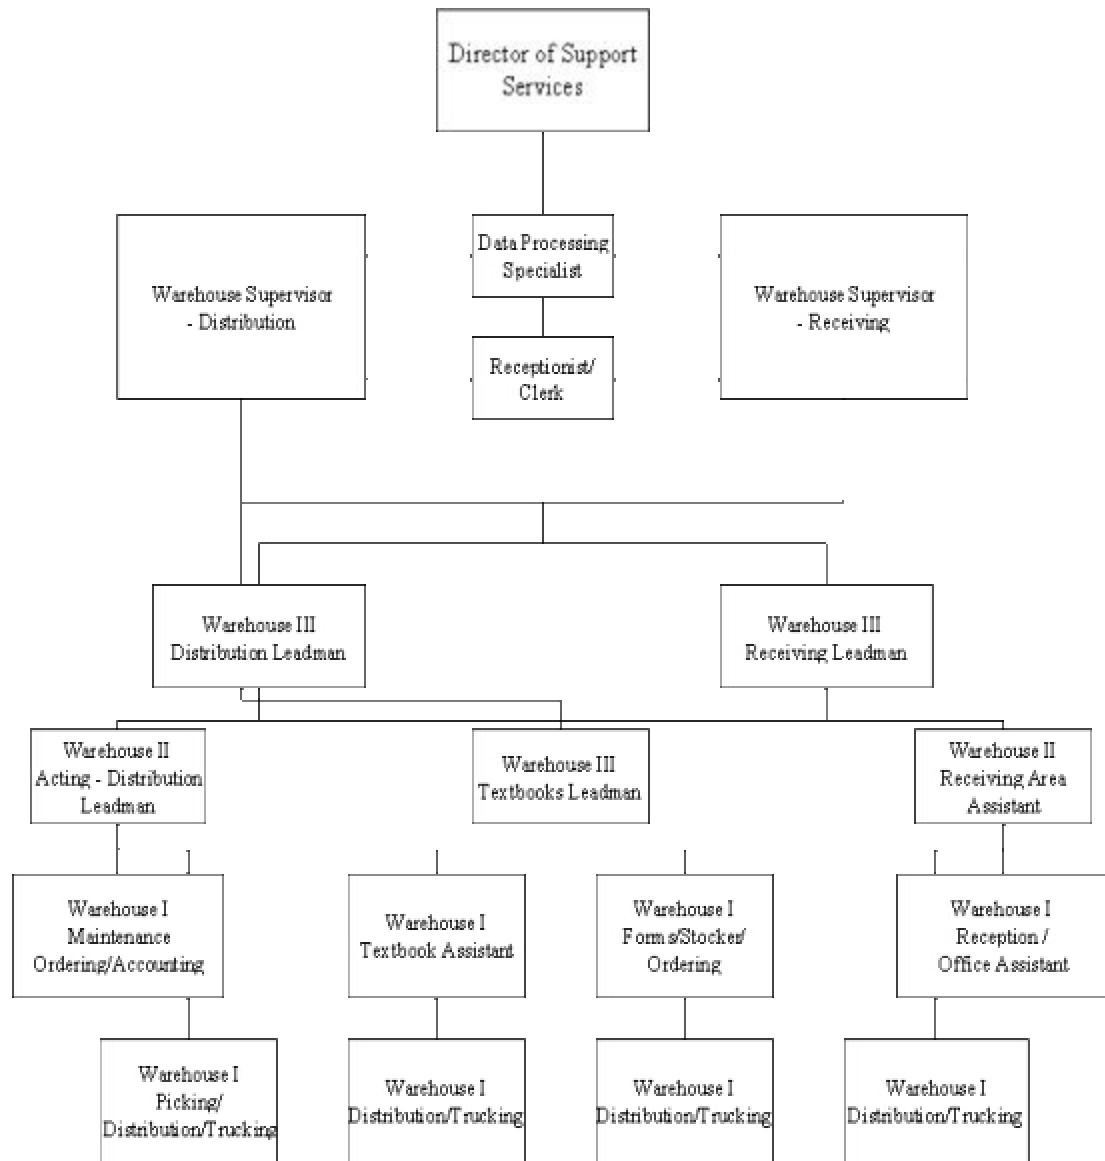 Director of Support
Services
Warehouse Supervisor
- Distribution
Data Processing
Specialist
Warehouse Supervisor
- Receiving
Receptionist/
Clerk
Warehouse III
Distribution Leadman
Warehouse III
Receiving Leadman
Warehouse II
Acting - Distribution
Leadman
Warehouse III
Textbooks Leadman
Warehouse II
Receiving Area
Assistant
Warehouse I
Maintenance
Ordering/Accounting
Warehouse I
Textbook Assistant
Warehouse I
Forms/Stocker/
Ordering
Warehouse I
Reception /
Office Assistant
Warehouse I
Picking/
Distribution/Trucking
Warehouse I
Distribution/Trucking
Warehouse I
Distribution/Trucking
Warehouse I
Distribution/Trucking